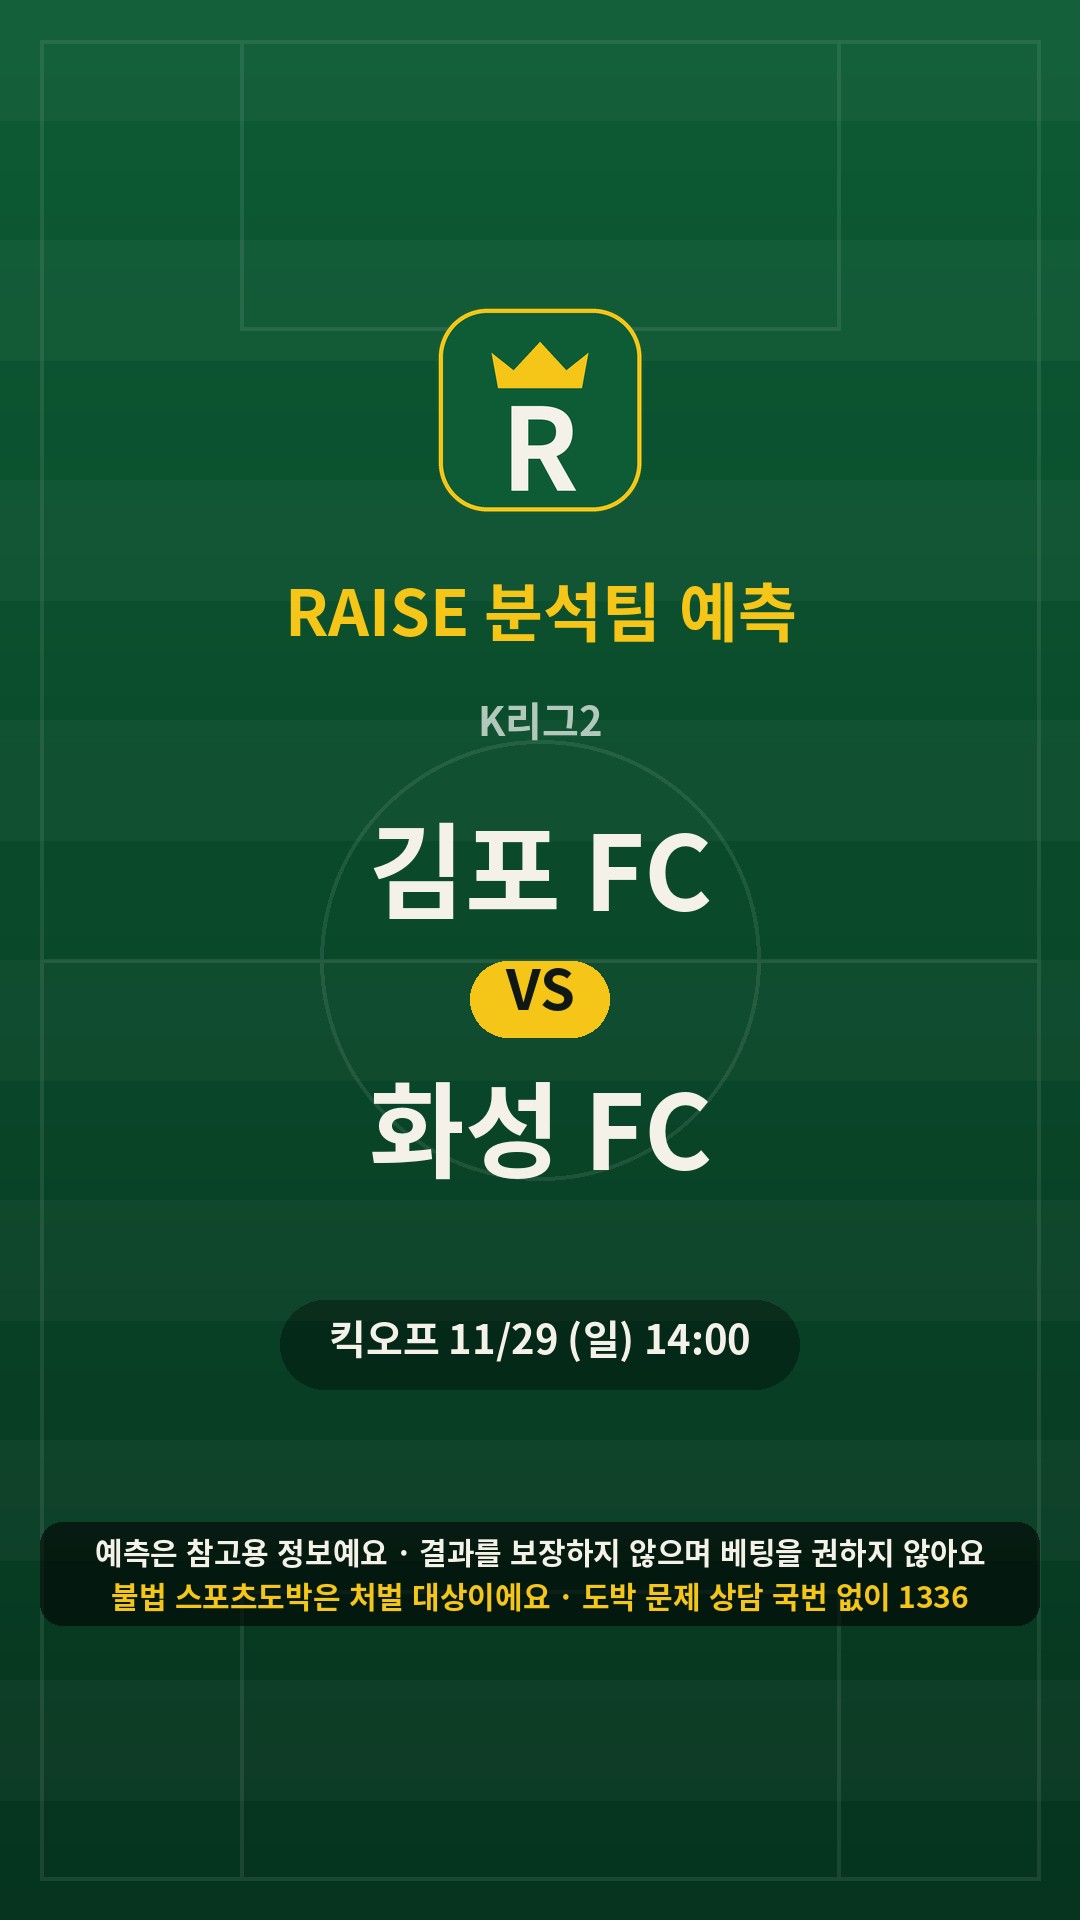 R
RAISE 분석팀 예측
K리그2
김포 FC
VS
화성 FC
킥오프 11/29 (일) 14:00
예측은 참고용 정보예요 · 결과를 보장하지 않으며 베팅을 권하지 않아요
불법 스포츠도박은 처벌 대상이에요 · 도박 문제 상담 국번 없이 1336